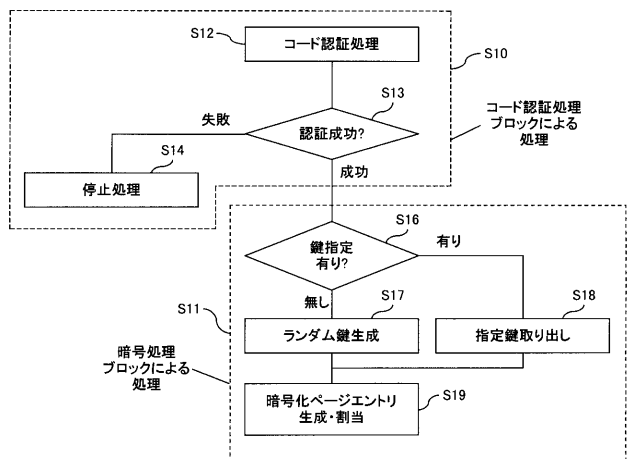 S12
コード認証処理
S10
S13
コード認証処理
ブロックによる
処理
失敗
認証成功?
S14
停止処理
成功
S16
鍵指定
有り?
有り
無し
S17
S18
S11
ランダム鍵生成
指定鍵取り出し
暗号処理
ブロックによる
処理
暗号化ページエントリ
生成・割当
S19